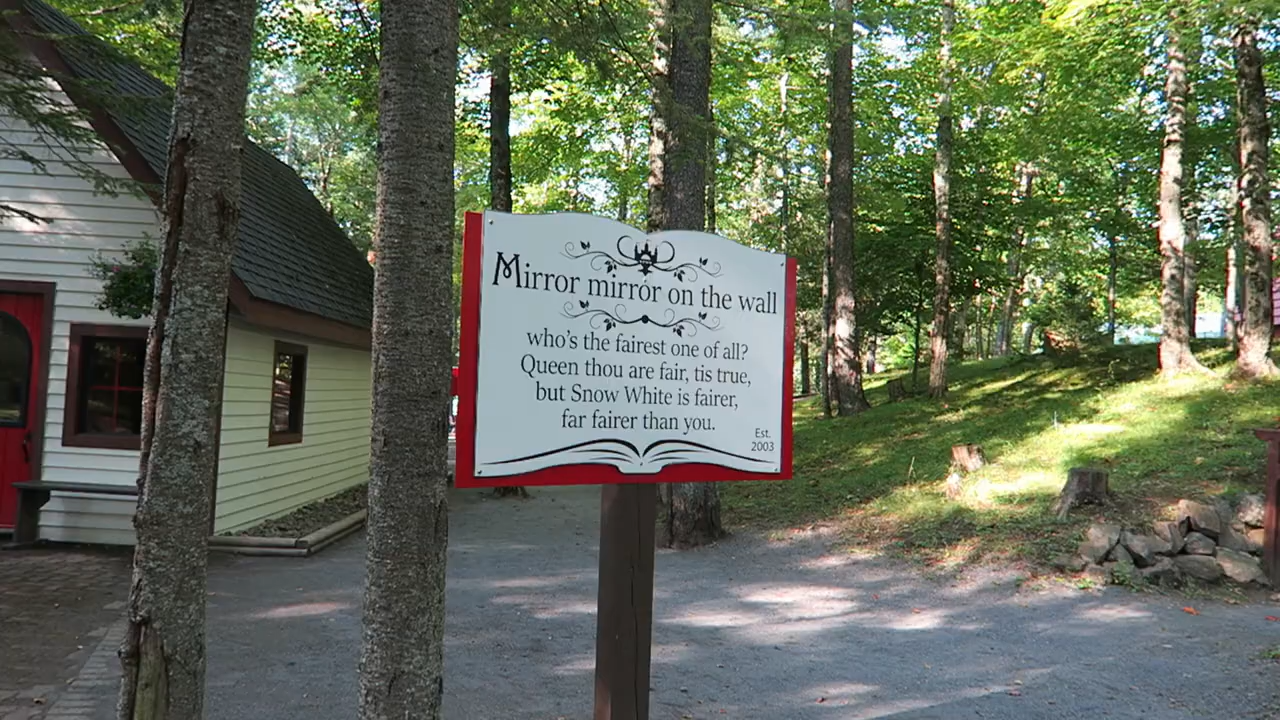 Mirror mirror on the wall
who's the fairest one of all?
Queen thou are fair, tis true,
but Snow White is fairer,
far fairer than you.
Est.
2003